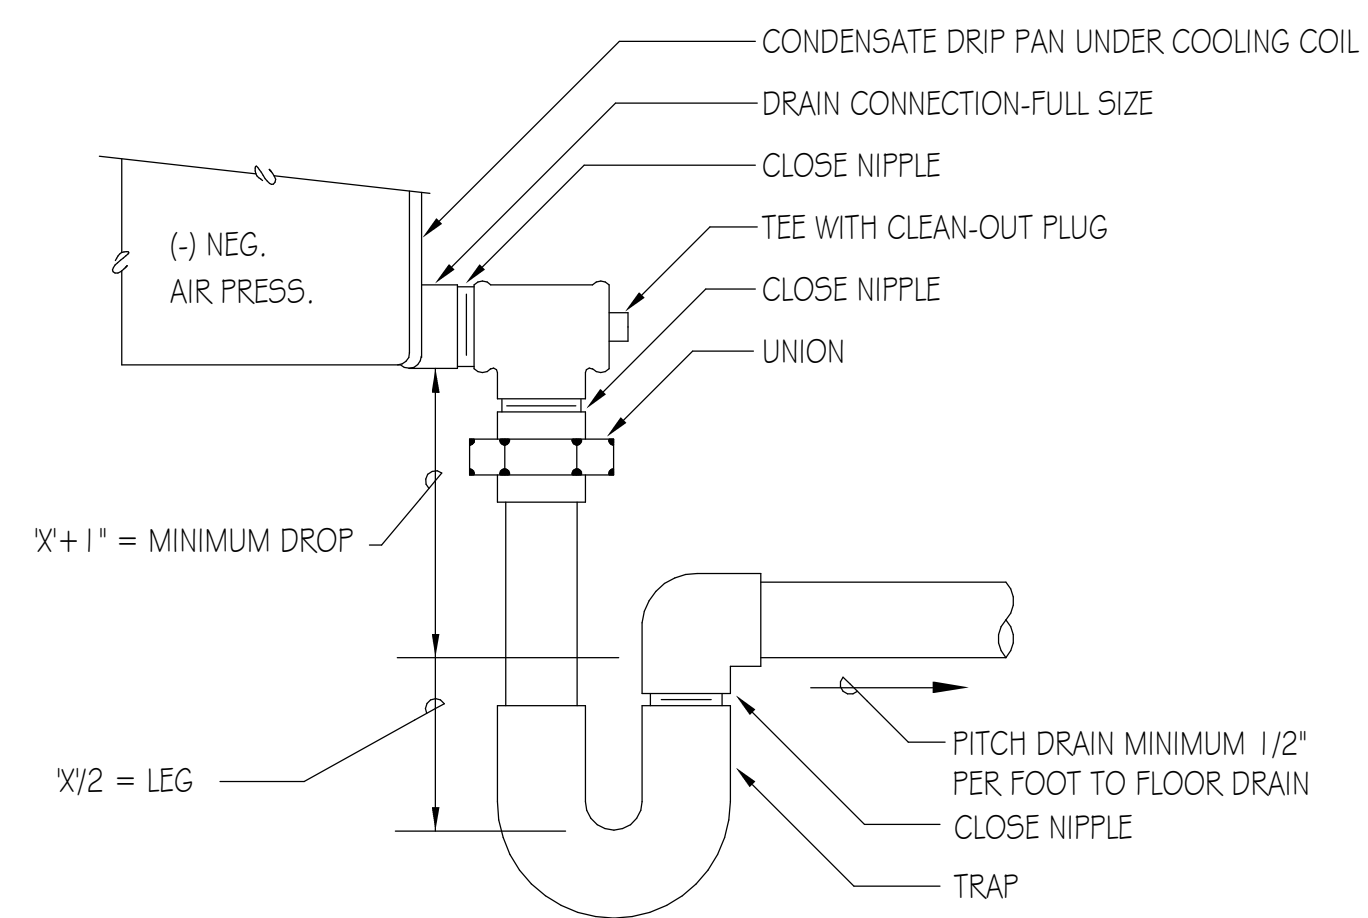 CONDENSATE DRIP PAN UNDER COOLING COIL
DRAIN CONNECTION-FULL SIZE
CLOSE NIPPLE
TEE WITH CLEAN-OUT PLUG
(-) NEG.
AIR PRESS.
CLOSE NIPPLE
UNION
'X'+1" = MINIMUM DROP
'X'/2 = LEG
PITCH DRAIN MINIMUM 1/2"
PER FOOT TO FLOOR DRAIN
CLOSE NIPPLE
TRAP